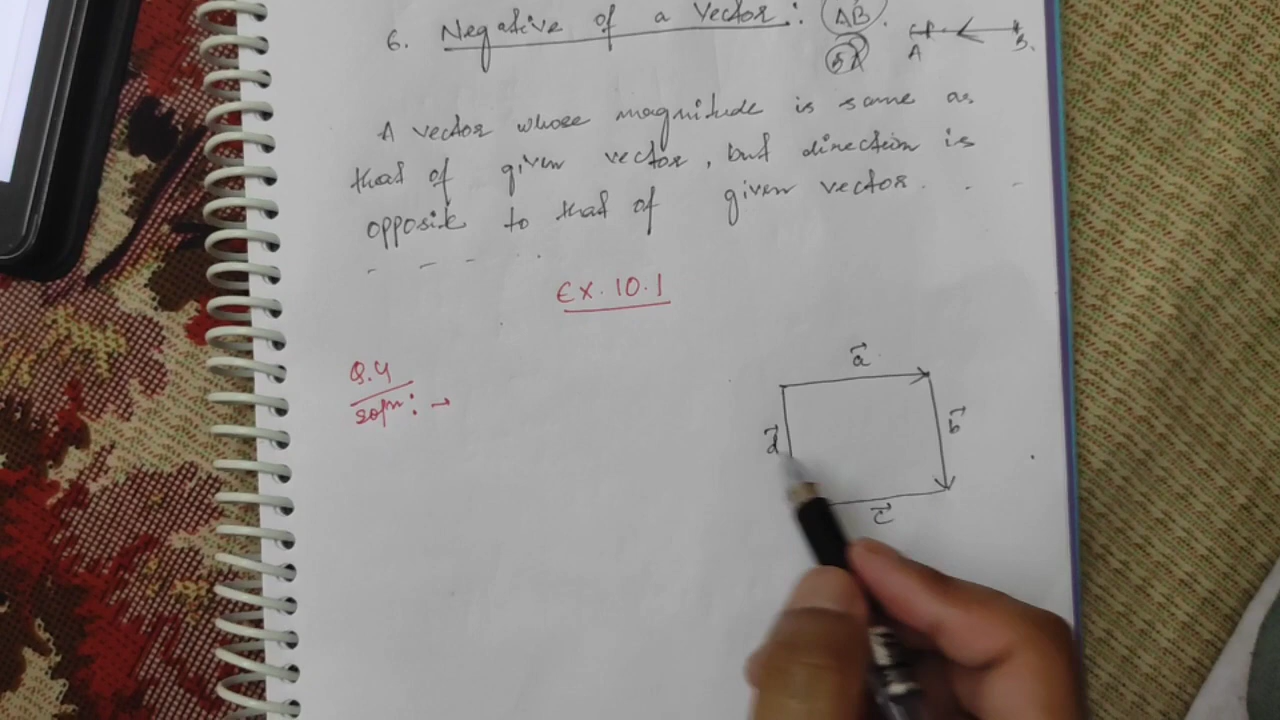 6. Negative of a Vector: AB.
BA
A B.
A vector whose magnitude is same as
that of given vector, but direction is
opposite to that of given vector.
Ex. 10.1
Q.4
soln: →
a⃗
b⃗
d⃗
c⃗